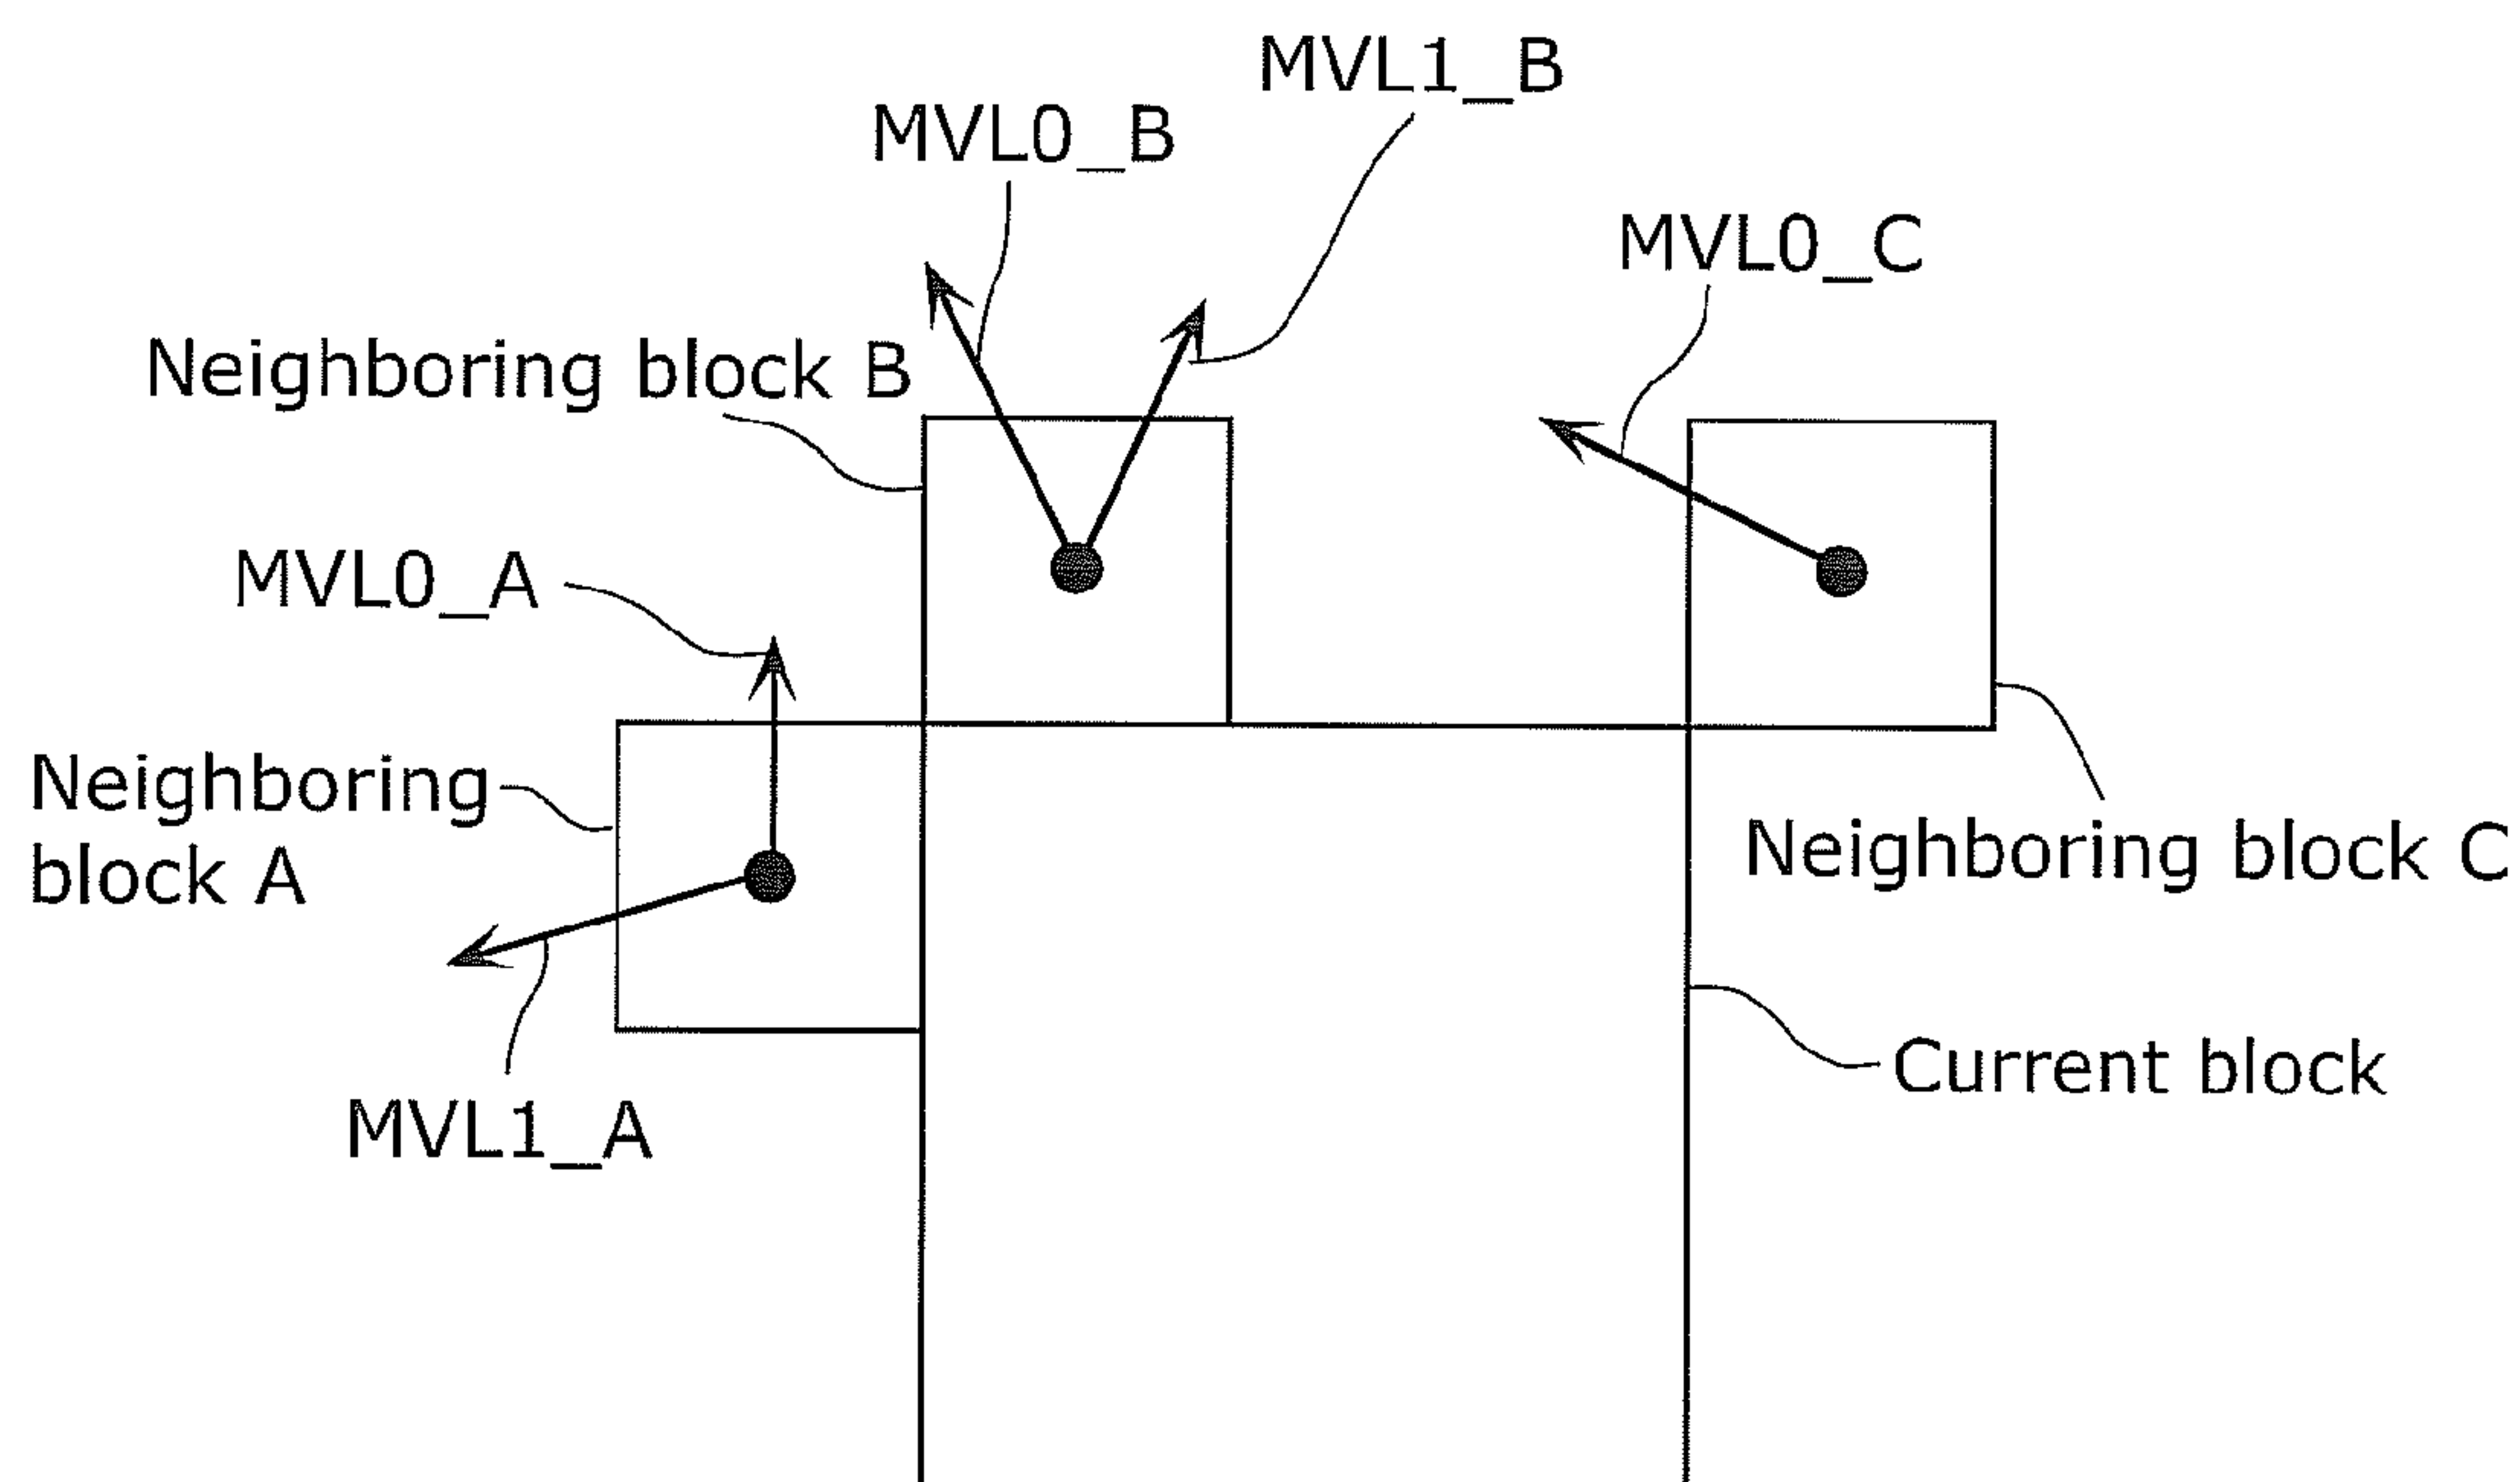 MVL1_B
MVL0_B
MVL0_C
Neighboring block B
MVL0_A
Neighboring
block A
Neighboring block C
Current block
MVL1_A